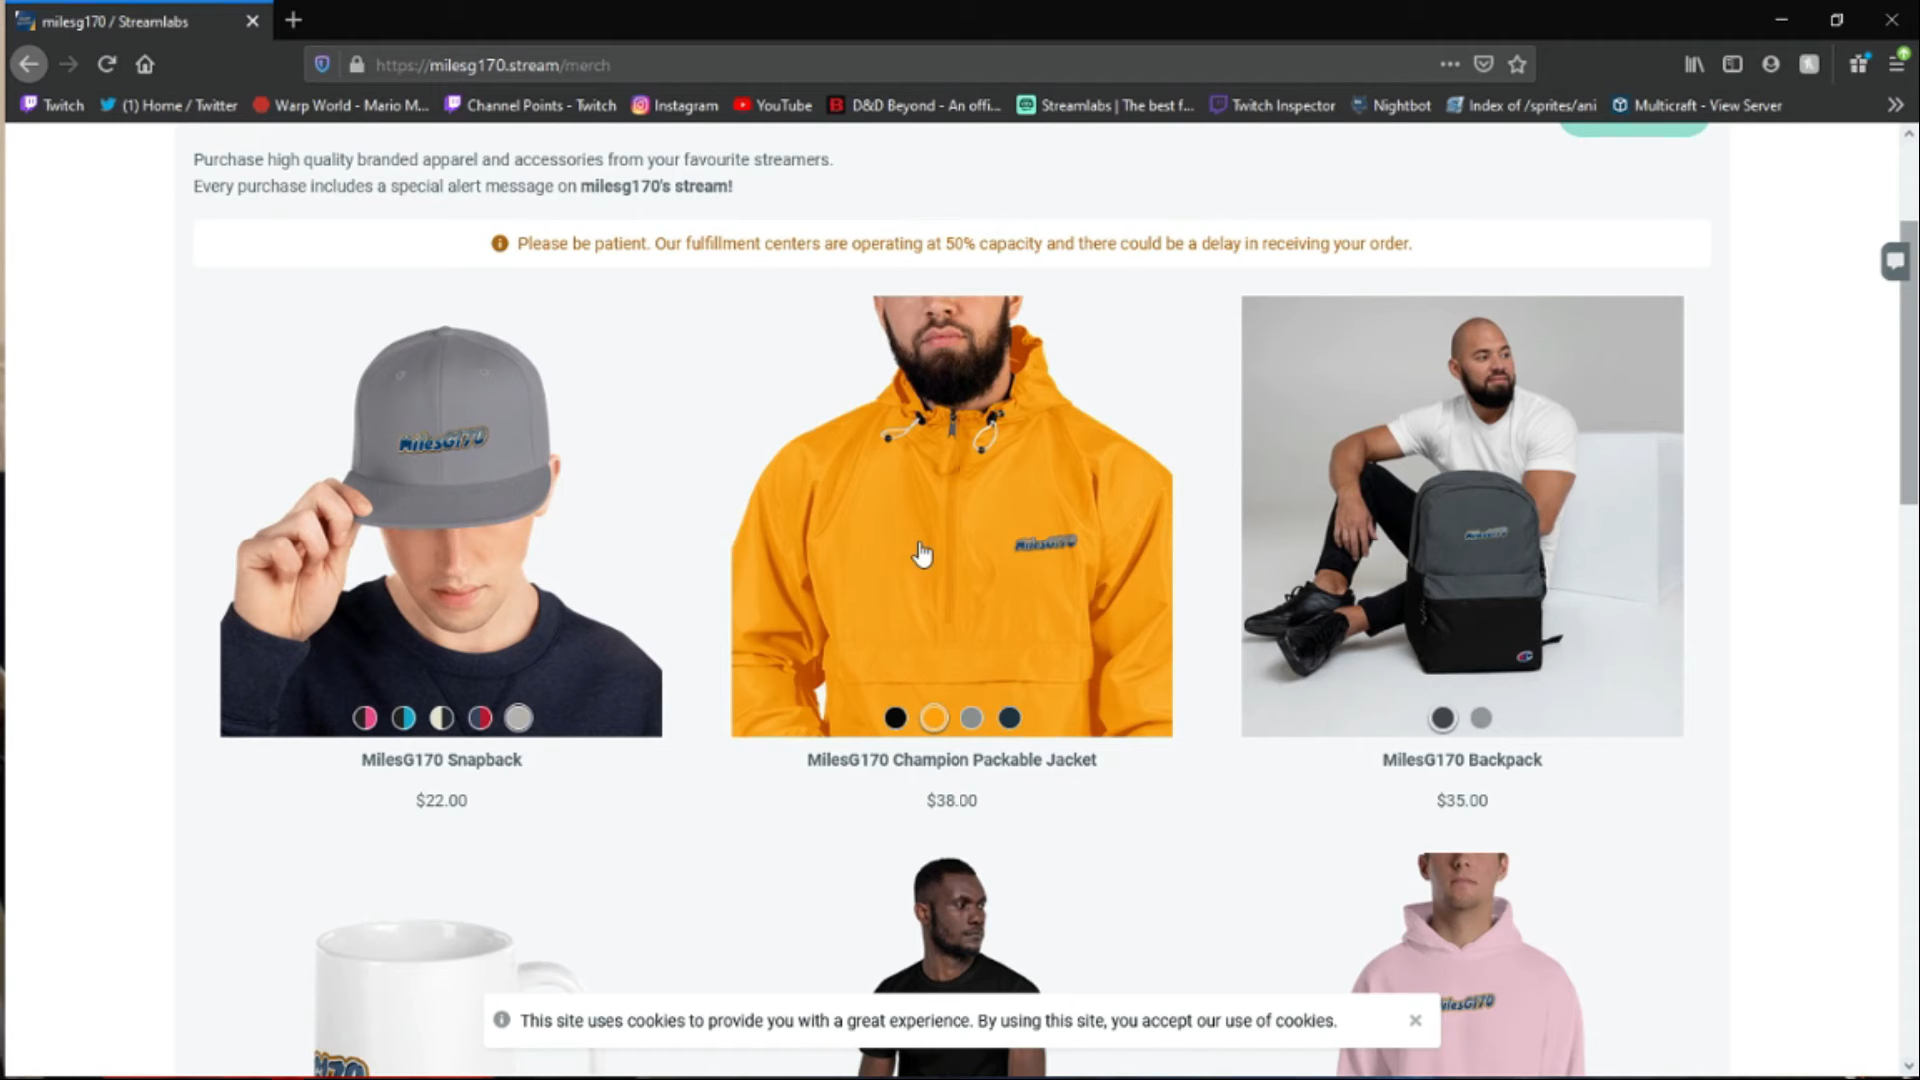 milesg170 / Streamlabs
https://milesg170.stream/merch
Twitch
(1) Home / Twitter
Warp World - Mario M...
Channel Points - Twitch
Instagram
YouTube
D&D Beyond - An offi...
Streamlabs | The best f...
Twitch Inspector
Nightbot
Index of /sprites/ani
Multicraft - View Server
Purchase high quality branded apparel and accessories from your favourite streamers.
Every purchase includes a special alert message on milesg170's stream!
Please be patient. Our fulfillment centers are operating at 50% capacity and there could be a delay in receiving your order.
MilesG170
MilesG170
MilesG170
MilesG170 Snapback
MilesG170 Champion Packable Jacket
MilesG170 Backpack
$22.00
$38.00
$35.00
MilesG170
This site uses cookies to provide you with a great experience. By using this site, you accept our use of cookies.